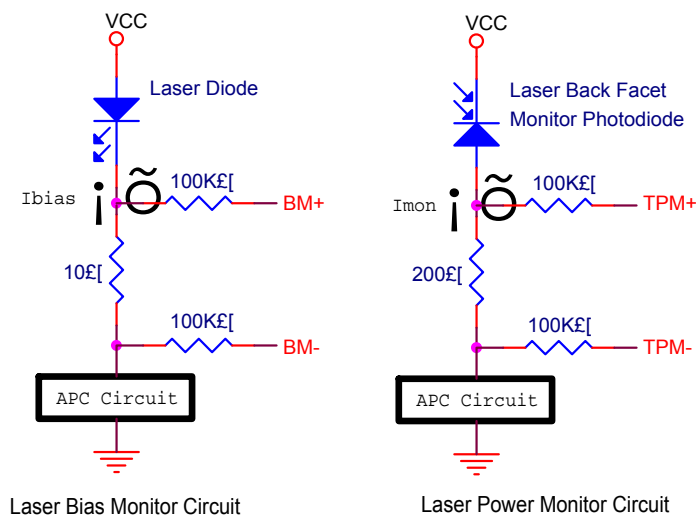 VCC
Laser Diode
Ibias
¡
Õ
100K£[
BM+
10£[
100K£[
BM-
APC Circuit
Laser Bias Monitor Circuit
VCC
Laser Back Facet
Monitor Photodiode
Imon
¡
õ
100K£[
TPM+
200£[
100K£[
TPM-
APC Circuit
Laser Power Monitor Circuit